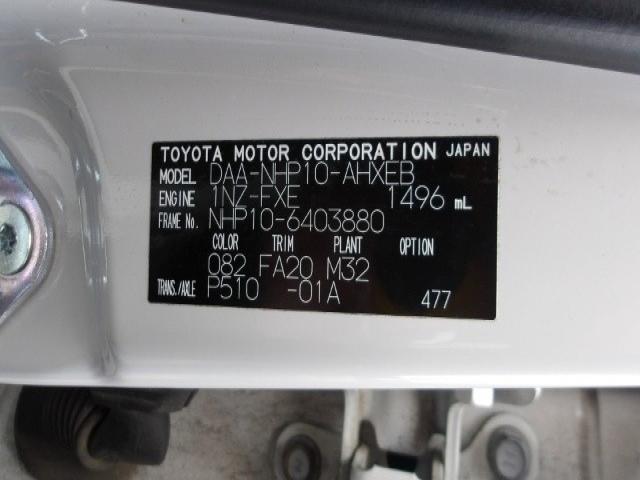 TOYOTA MOTOR CORPORATION JAPAN
MODEL DAA-NHP10-AHXEB
ENGINE 1NZ-FXE 1496 mL
FRAME No. NHP10-6403880
COLOR TRIM PLANT OPTION
082 FA20 M32
TRANS./AXLE P510 -01A 477